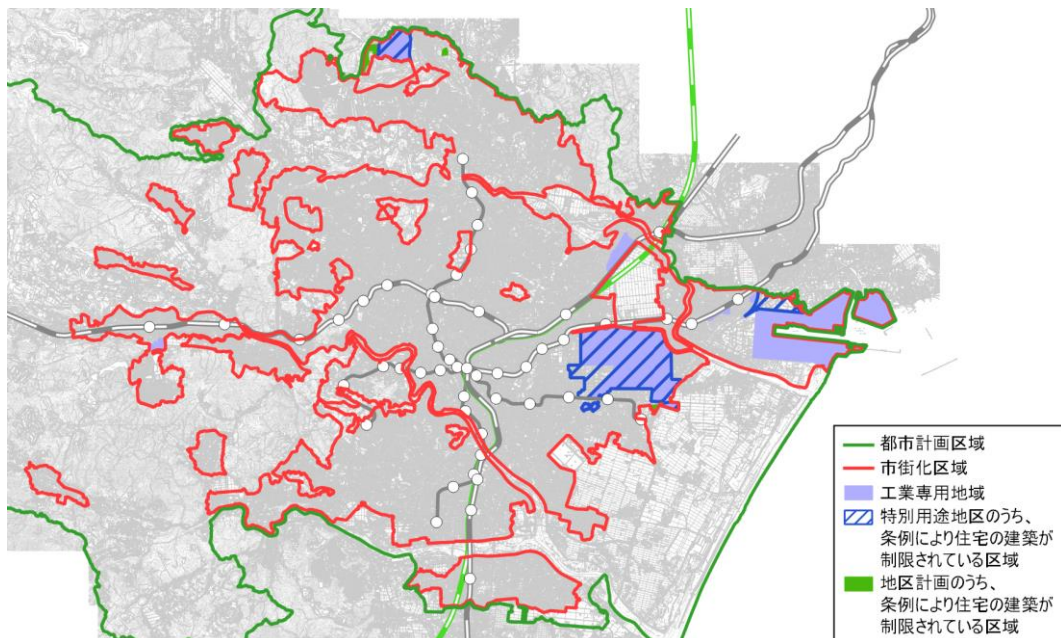 都市計画区域
市街化区域
工業専用地域
特別用途地区のうち、
条例により住宅の建築が
制限されている区域
地区計画のうち、
条例により住宅の建築が
制限されている区域